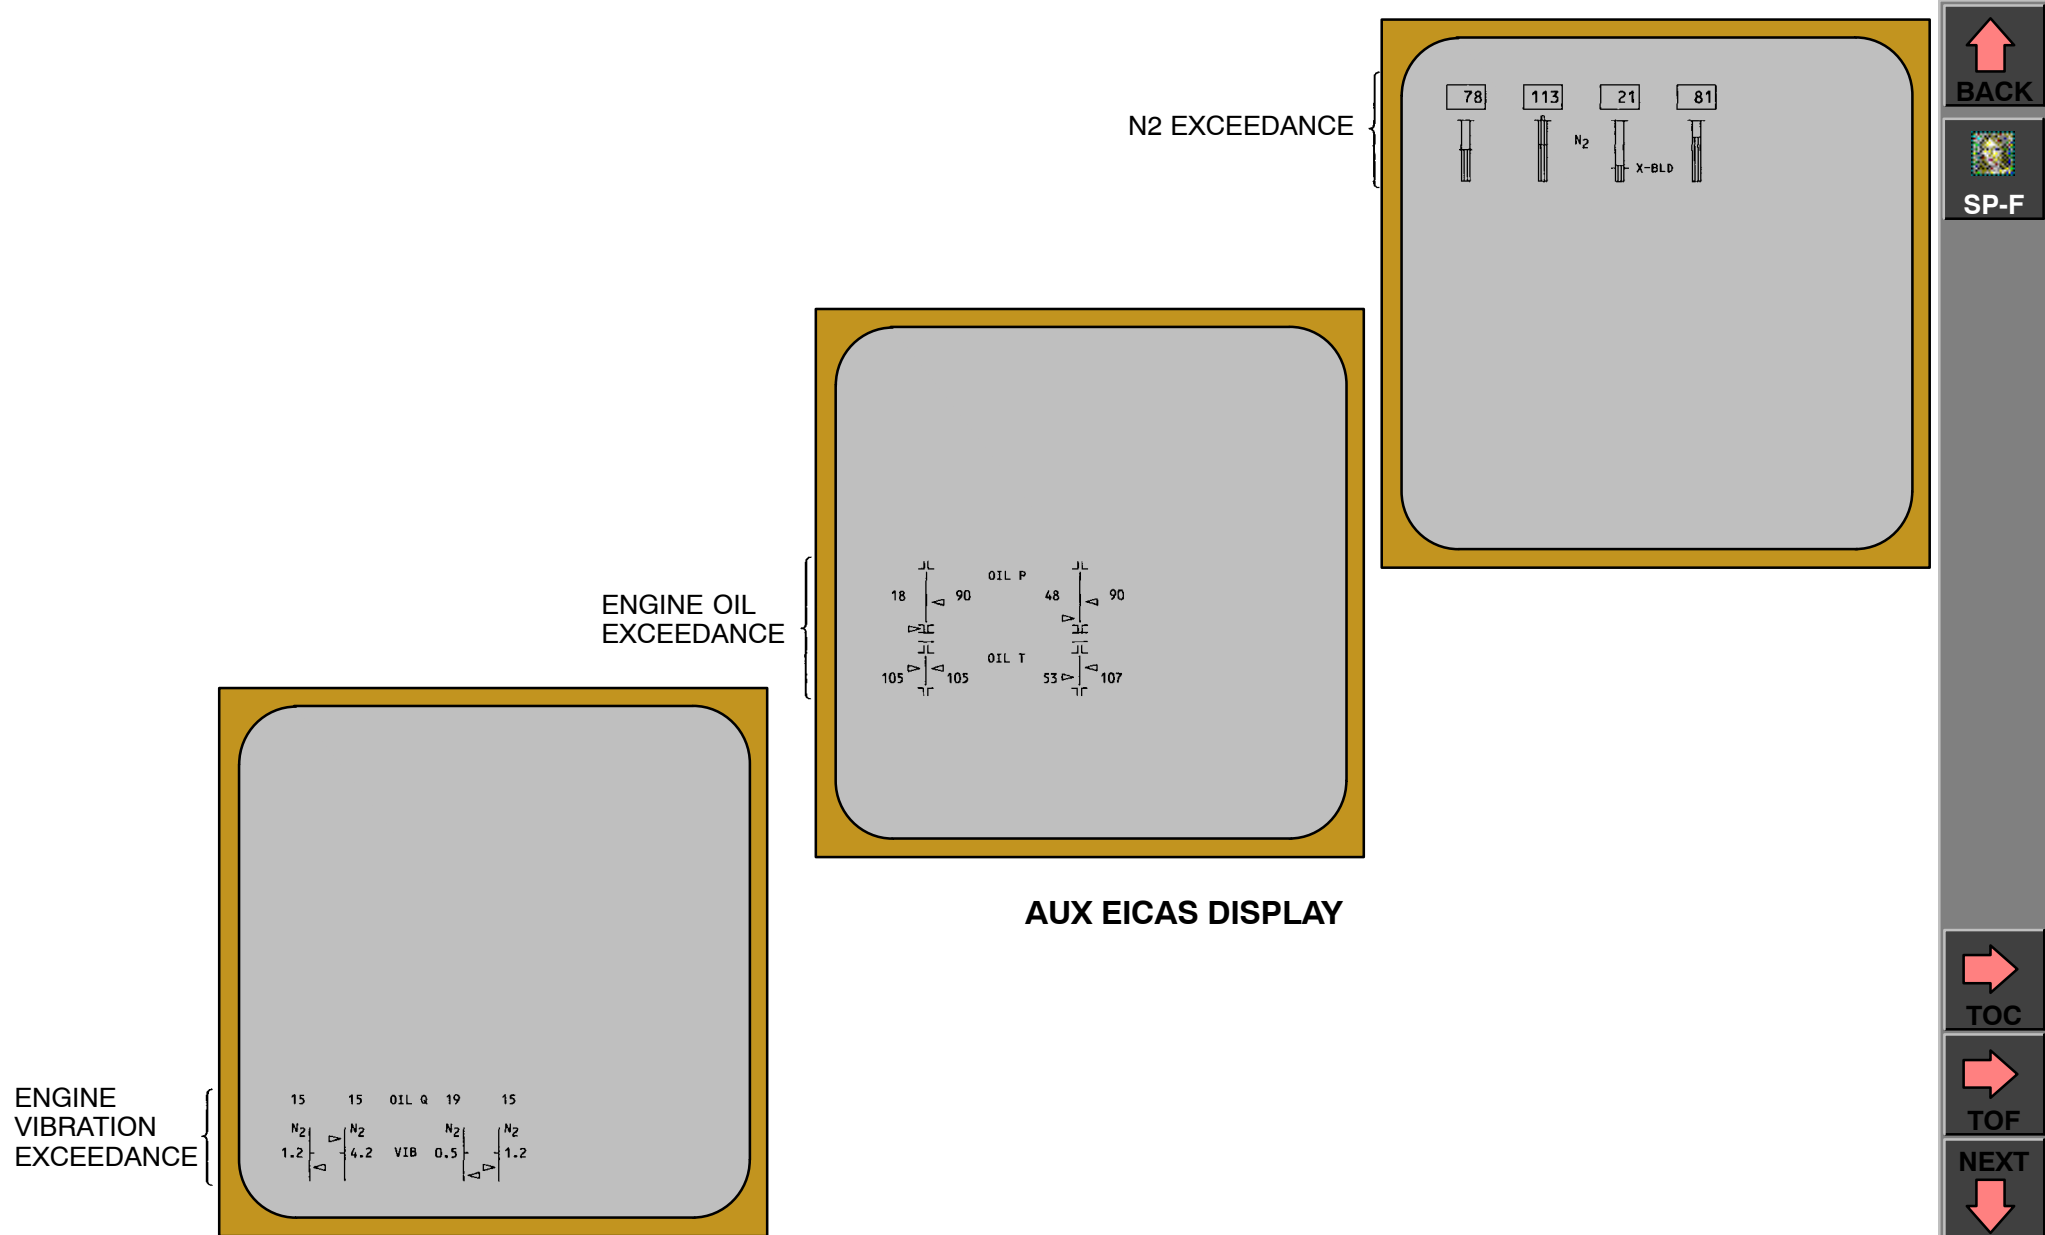 78 113 21 81
N2 EXCEEDANCE
N2
X-BLD
BACK
SP-F
OIL P
18 90 48 90
ENGINE OIL
EXCEEDANCE
OIL T
105 105 53 107
AUX EICAS DISPLAY
ENGINE
VIBRATION
EXCEEDANCE
15 15 OIL Q 19 15
N2 N2 N2 N2
1.2 4.2 VIB 0.5 1.2
TOC
TOF
NEXT